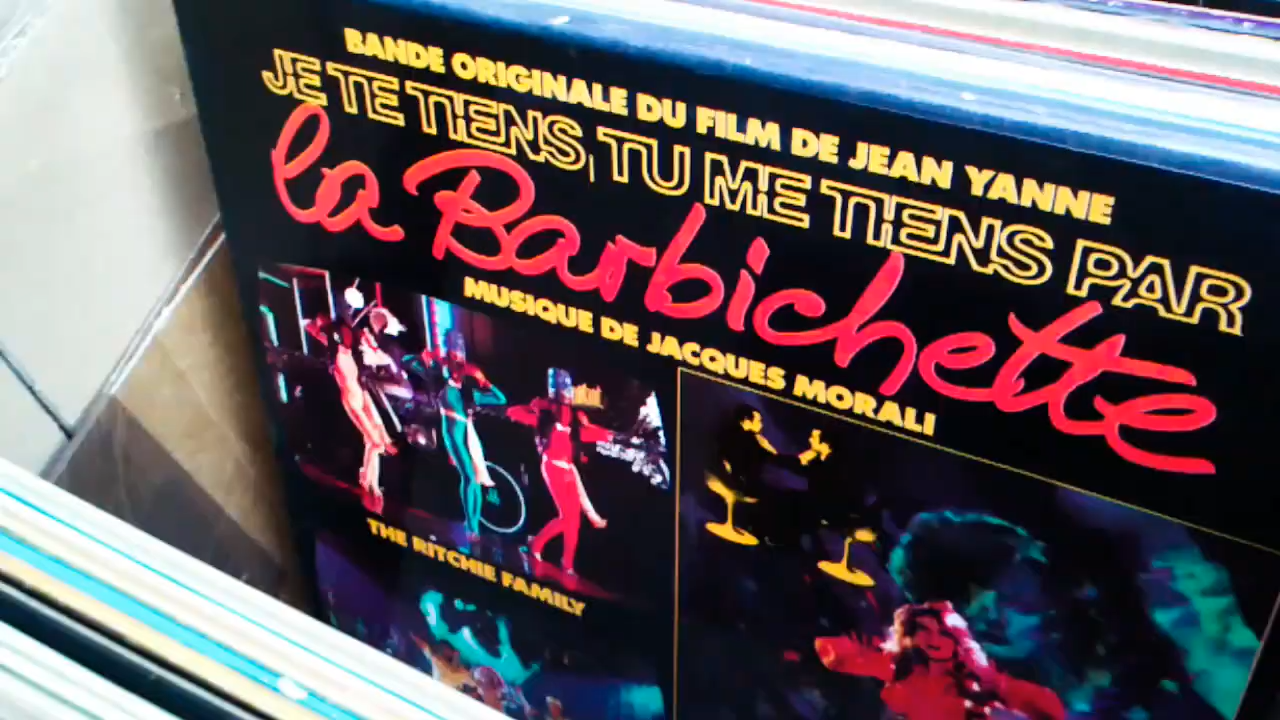 BANDE ORIGINALE DU FILM DE JEAN YANNE
JE TE TIENS, TU ME TIENS PAR
la Barbichette
MUSIQUE DE JACQUES MORALI
THE RITCHIE FAMILY